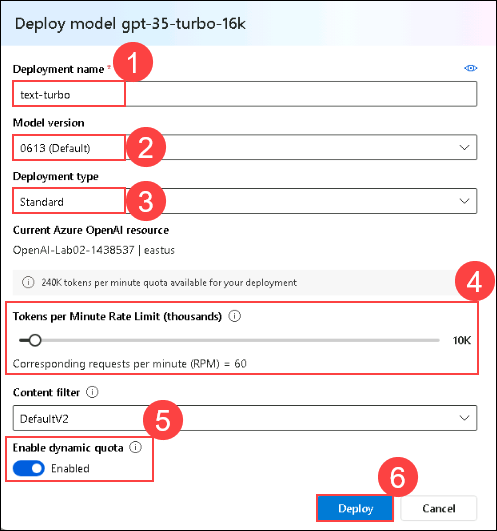 Deploy model gpt-35-turbo-16k
1
Deployment name *
text-turbo
Model version
0613 (Default)
2
Deployment type
Standard
3
Current Azure OpenAI resource
OpenAI-Lab02-1438537 | eastus
240K tokens per minute quota available for your deployment
4
Tokens per Minute Rate Limit (thousands)
10K
Corresponding requests per minute (RPM) = 60
Content filter
DefaultV2
5
Enable dynamic quota
Enabled
6
Deploy Cancel